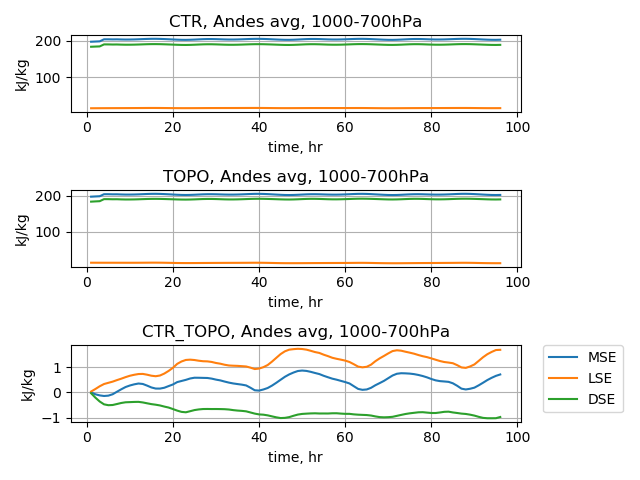 CTR, Andes avg, 1000-700hPa
200
100
kJ/kg
0 20 40 60 80 100
time, hr
TOPO, Andes avg, 1000-700hPa
200
100
kJ/kg
0 20 40 60 80 100
time, hr
CTR_TOPO, Andes avg, 1000-700hPa
1
0
−1
kJ/kg
0 20 40 60 80 100
time, hr
MSE
LSE
DSE